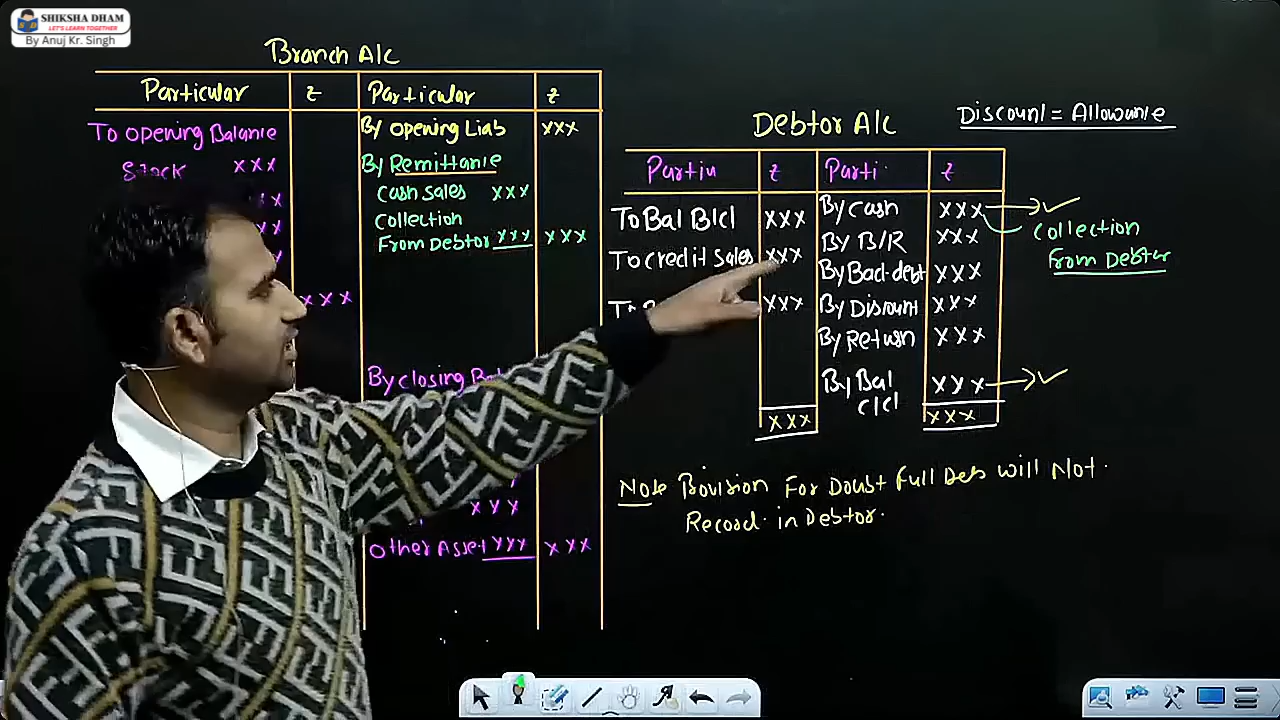 SHIKSHA DHAM
LET'S LEARN TOGETHER
By Anuj Kr. Singh
Branch A/c
Particular z Particular z
To opening Balance
Stock xxx
xxx
By opening Liab xxx
By Remittance
Cash Sales xxx
Collection
From Debtor xxx xxx
By closing
xxx
Other Asset xxx xxx
Debtor A/c
Discount = Allowance
Particu z Parti z
To Bal B/d xxx By Cash xxx
To credit Sales xxx By B/R xxx
By Bad debt xxx
xxx By Discount xxx
By Return xxx
By Bal
c/d xxx
xxx xxx
Collection
From Debtor
Note Provision For Doubt full Debs will Not.
Record in Debtor.